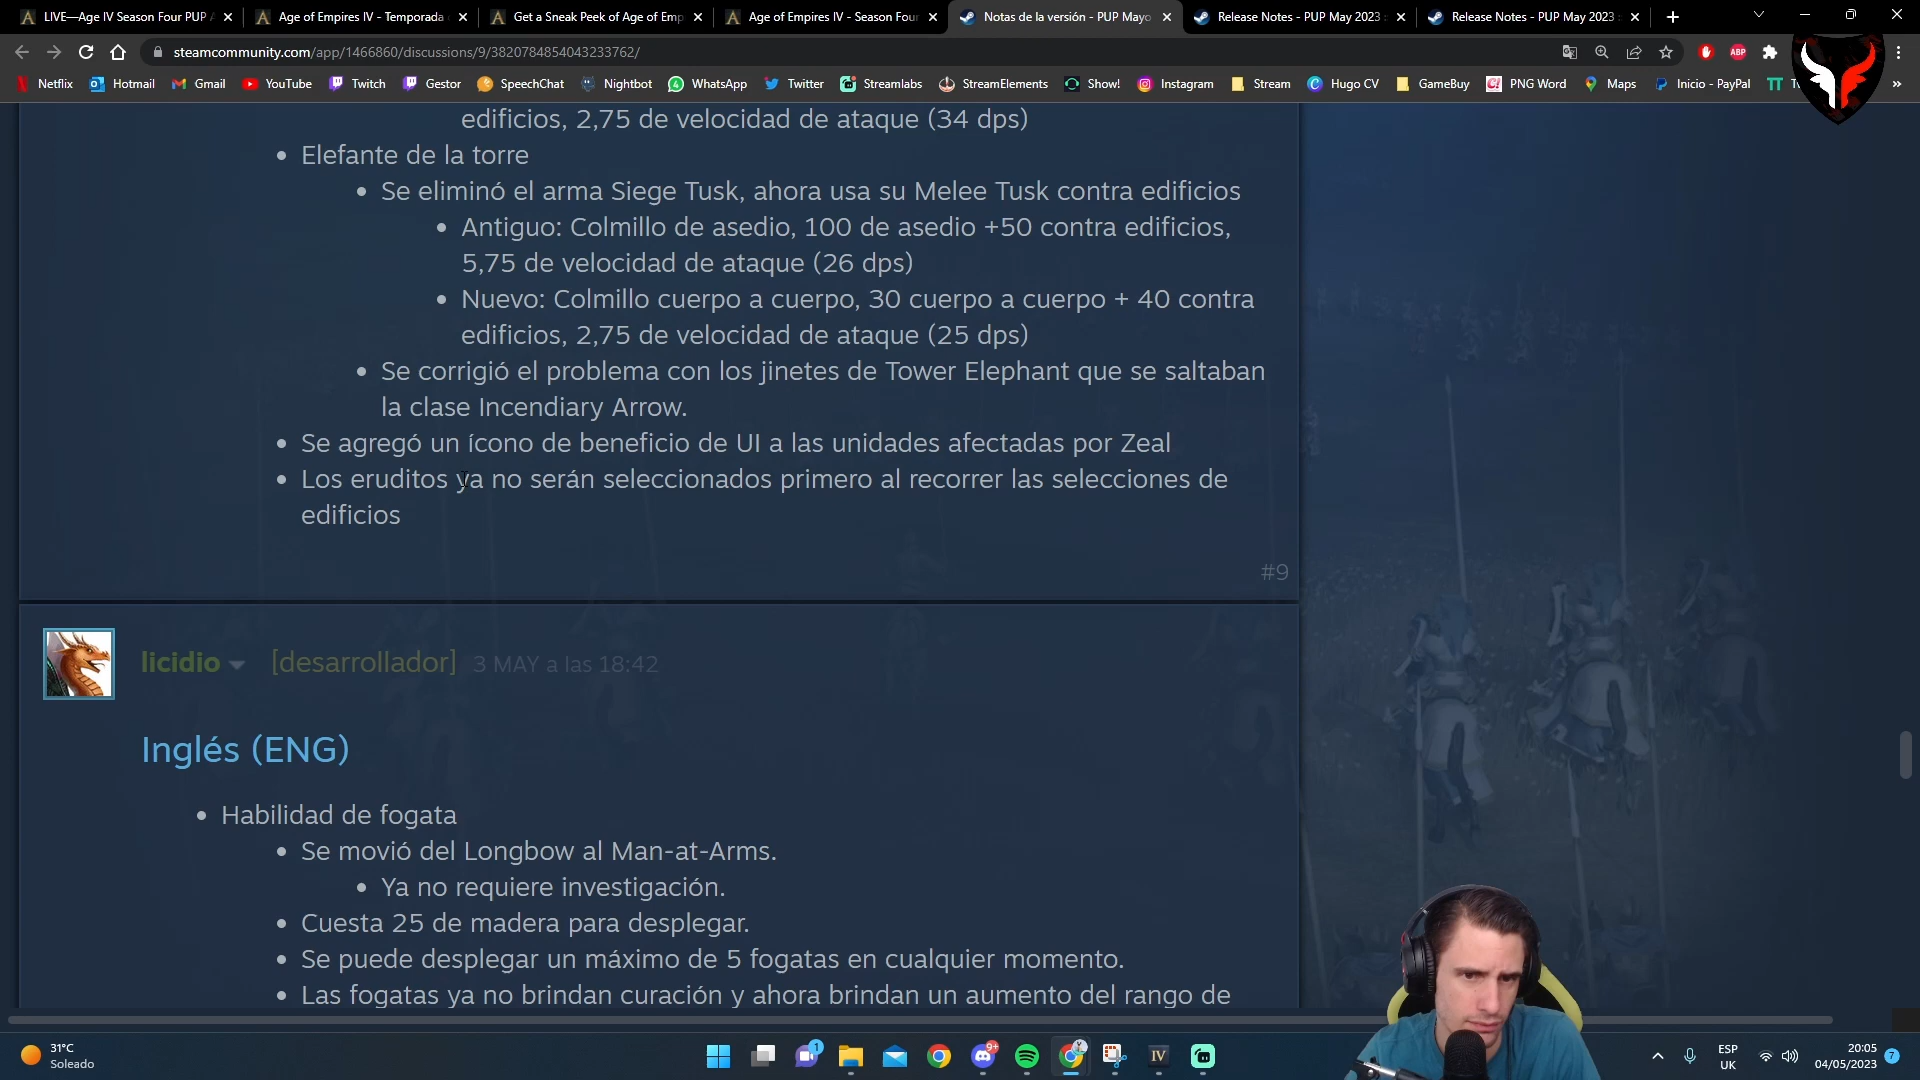 LIVE—Age IV Season Four PUP A
Age of Empires IV - Temporada
Get a Sneak Peek of Age of Emp
Age of Empires IV - Season Four
Notas de la versión - PUP Mayo
Release Notes - PUP May 2023
Release Notes - PUP May 2023
steamcommunity.com/app/1466860/discussions/9/3820784854043233762/
Netflix Hotmail Gmail YouTube Twitch Gestor SpeechChat Nightbot WhatsApp Twitter Streamlabs StreamElements Show! Instagram Stream Hugo CV GameBuy PNG Word Maps Inicio - PayPal
edificios, 2,75 de velocidad de ataque (34 dps)
Elefante de la torre
Se eliminó el arma Siege Tusk, ahora usa su Melee Tusk contra edificios
Antiguo: Colmillo de asedio, 100 de asedio +50 contra edificios,
5,75 de velocidad de ataque (26 dps)
Nuevo: Colmillo cuerpo a cuerpo, 30 cuerpo a cuerpo + 40 contra
edificios, 2,75 de velocidad de ataque (25 dps)
Se corrigió el problema con los jinetes de Tower Elephant que se saltaban
la clase Incendiary Arrow.
Se agregó un ícono de beneficio de UI a las unidades afectadas por Zeal
Los eruditos ya no serán seleccionados primero al recorrer las selecciones de
edificios
#9
licidio [desarrollador] 3 MAY a las 18:42
Inglés (ENG)
Habilidad de fogata
Se movió del Longbow al Man-at-Arms.
Ya no requiere investigación.
Cuesta 25 de madera para desplegar.
Se puede desplegar un máximo de 5 fogatas en cualquier momento.
Las fogatas ya no brindan curación y ahora brindan un aumento del rango de
31°C
Soleado
1
9+
IV
ESP
UK
20:05
04/05/2023
7